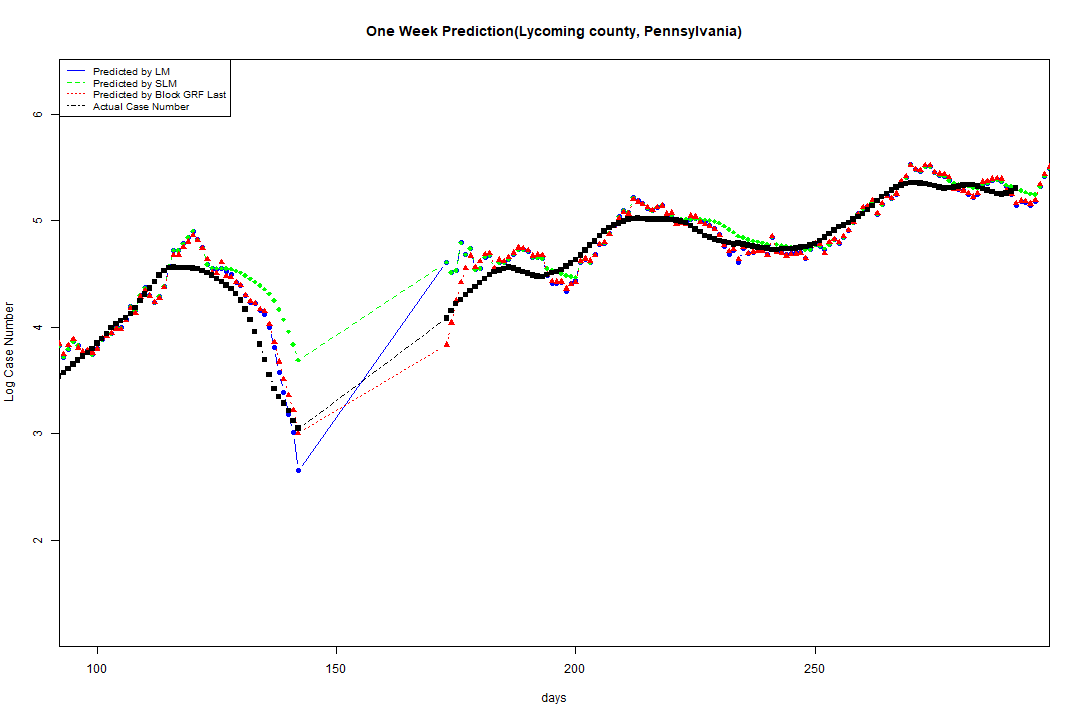 One Week Prediction(Lycoming county, Pennsylvania)
Predicted by LM
Predicted by SLM
Predicted by Block GRF Last
Actual Case Number
6
5
4
3
2
Log Case Number
100 150 200 250
days